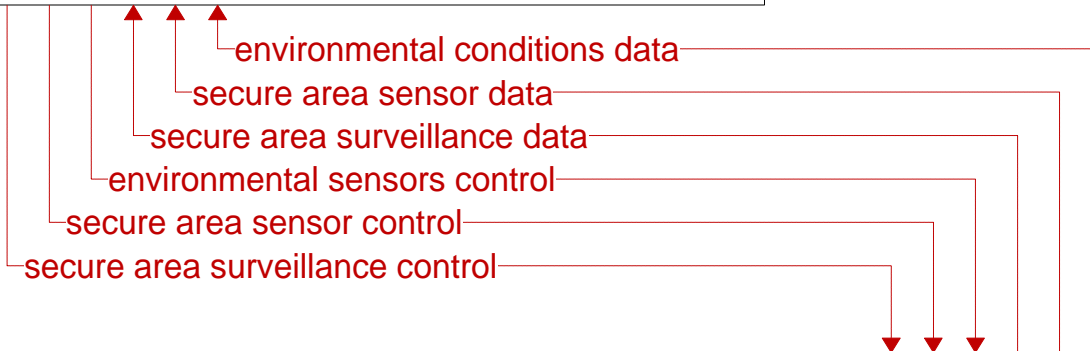 environmental conditions data
secure area sensor data
secure area surveillance data
environmental sensors control
secure area sensor control
secure area surveillance control